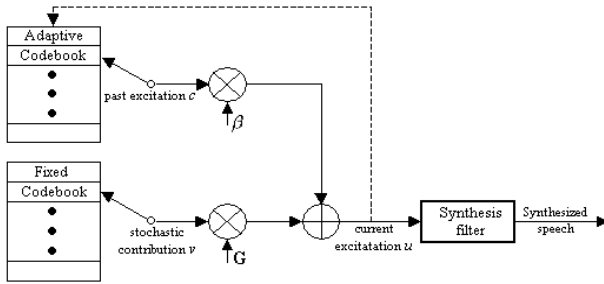 Adaptive
Codebook
past excitation c
β
Fixed
Codebook
stochastic
contribution v
G
current
excitatation u
Synthesis
filter
Synthesized
speech